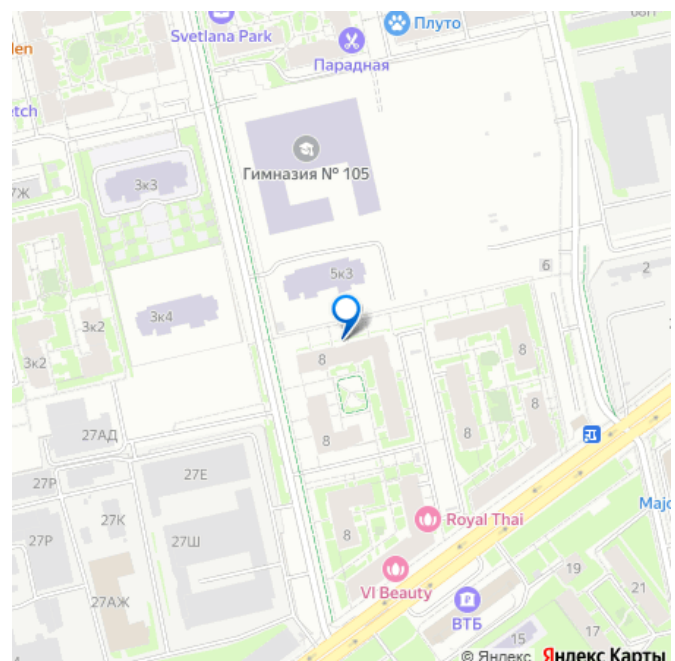 Svetlana Park
Плуто
Парадная
len
etch
Гимназия № 105
3к3
7Ж
5к3
6
2
3к4
3к2
3к2
8
8
8
8
8
27АД
27Р
27Е
27К
27Р
27Ш
27АЖ
Royal Thai
VI Beauty
ВТБ
Majo
19
21
17
15
© Яндекс Яндекс Карты